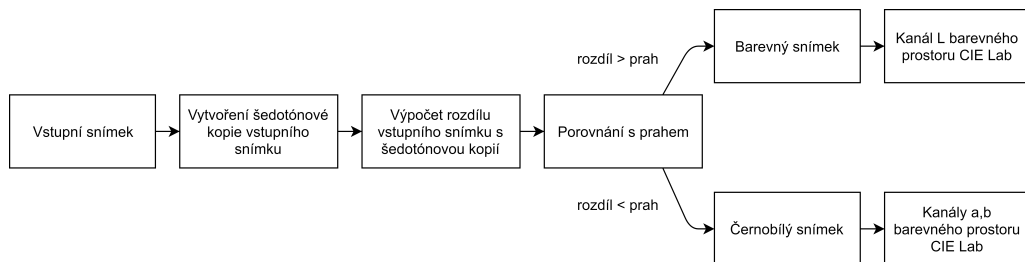 Vstupní snímek
Vytvoření šedotónové
kopie vstupního
snímku
Výpočet rozdílu
vstupního snímku s
šedotónovou kopií
Porovnání s prahem
rozdíl > prah
Barevný snímek
Kanál L barevného
prostoru CIE Lab
rozdíl < prah
Černobílý snímek
Kanály a,b
barevného prostoru
CIE Lab